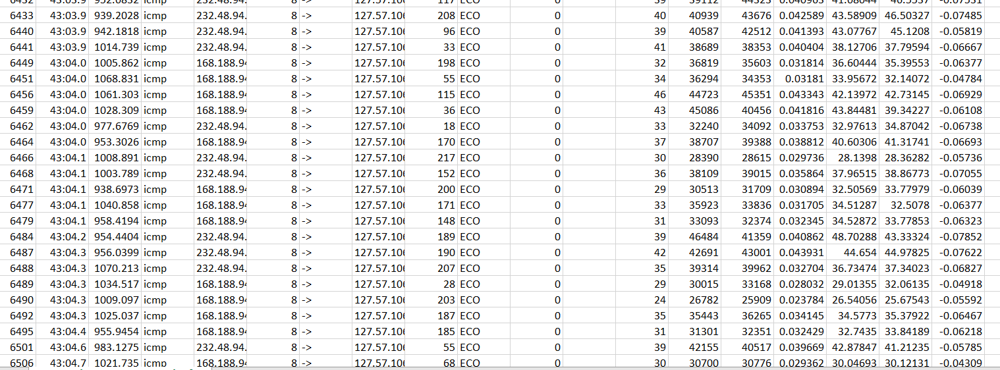 6433 43:03.9 939.2028 icmp 232.48.94. 8 -> 127.57.10 208 ECO 0 40 40939 43676 0.042589 43.58909 46.50327 -0.07485
6440 43:03.9 942.1818 icmp 232.48.94. 8 -> 127.57.10 96 ECO 0 39 40587 42512 0.041393 43.07767 45.1208 -0.05819
6441 43:03.9 1014.739 icmp 232.48.94. 8 -> 127.57.10 33 ECO 0 41 38689 38353 0.040404 38.12706 37.79594 -0.06667
6449 43:04.0 1005.862 icmp 168.188.9 8 -> 127.57.10 198 ECO 0 32 36819 35603 0.031814 36.60444 35.39553 -0.06377
6451 43:04.0 1068.831 icmp 168.188.9 8 -> 127.57.10 55 ECO 0 34 36294 34353 0.03181 33.95672 32.14072 -0.04784
6456 43:04.0 1061.303 icmp 168.188.9 8 -> 127.57.10 115 ECO 0 46 44723 45351 0.043343 42.13972 42.73145 -0.06929
6459 43:04.0 1028.309 icmp 168.188.9 8 -> 127.57.10 36 ECO 0 43 45086 40456 0.041816 43.84481 39.34227 -0.06108
6462 43:04.0 977.6769 icmp 232.48.94. 8 -> 127.57.10 18 ECO 0 33 32240 34092 0.033753 32.97613 34.87042 -0.06738
6464 43:04.0 953.3026 icmp 168.188.9 8 -> 127.57.10 170 ECO 0 37 38707 39388 0.038812 40.60306 41.31741 -0.06693
6466 43:04.1 1008.891 icmp 232.48.94. 8 -> 127.57.10 217 ECO 0 30 28390 28615 0.029736 28.1398 28.36282 -0.05736
6468 43:04.1 1003.789 icmp 232.48.94. 8 -> 127.57.10 152 ECO 0 36 38109 39015 0.035864 37.96515 38.86773 -0.07055
6471 43:04.1 938.6973 icmp 168.188.9 8 -> 127.57.10 200 ECO 0 29 30513 31709 0.030894 32.50569 33.77979 -0.06039
6477 43:04.1 1040.858 icmp 168.188.9 8 -> 127.57.10 171 ECO 0 33 35923 33836 0.031705 34.51287 32.5078 -0.06377
6479 43:04.1 958.4194 icmp 168.188.9 8 -> 127.57.10 148 ECO 0 31 33093 32374 0.032345 34.52872 33.77853 -0.06323
6484 43:04.2 954.4404 icmp 232.48.94. 8 -> 127.57.10 189 ECO 0 39 46484 41359 0.040862 48.70288 43.33324 -0.07852
6487 43:04.3 956.0399 icmp 232.48.94. 8 -> 127.57.10 190 ECO 0 42 42691 43001 0.043931 44.654 44.97825 -0.07622
6488 43:04.3 1070.213 icmp 232.48.94. 8 -> 127.57.10 207 ECO 0 35 39314 39962 0.032704 36.73474 37.34023 -0.06827
6489 43:04.3 1034.517 icmp 168.188.9 8 -> 127.57.10 28 ECO 0 29 30015 33168 0.028032 29.01355 32.06135 -0.04918
6490 43:04.3 1009.097 icmp 168.188.9 8 -> 127.57.10 203 ECO 0 24 26782 25909 0.023784 26.54056 25.67543 -0.05592
6492 43:04.3 1025.037 icmp 168.188.9 8 -> 127.57.10 187 ECO 0 35 35443 36265 0.034145 34.5773 35.37922 -0.06467
6495 43:04.4 955.9454 icmp 168.188.9 8 -> 127.57.10 185 ECO 0 31 31301 32351 0.032429 32.7435 33.84189 -0.06218
6501 43:04.6 983.1275 icmp 232.48.94. 8 -> 127.57.10 55 ECO 0 39 42155 40517 0.039669 42.87847 41.21235 -0.05785
6506 43:04.7 1021.735 icmp 168.188.9 8 -> 127.57.10 68 ECO 0 30 30700 30776 0.029362 30.04693 30.12131 -0.04309